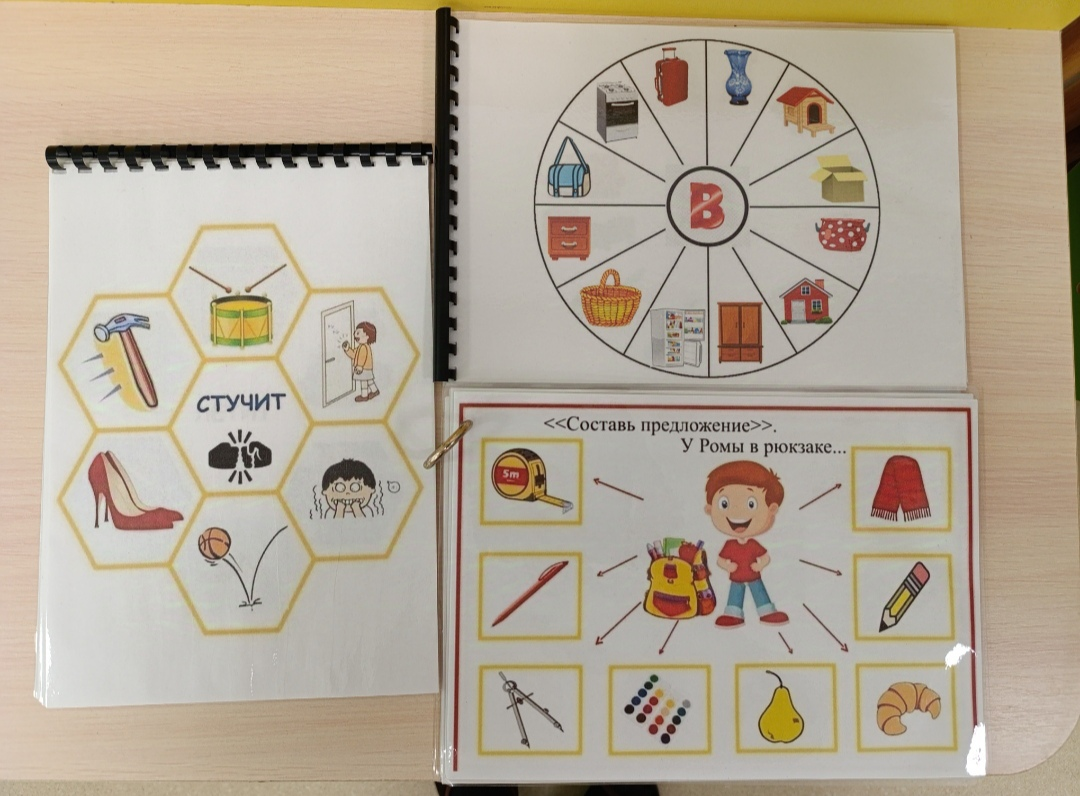 В
СТУЧИТ
<<Составь предложение>>.
У Ромы в рюкзаке...
5m